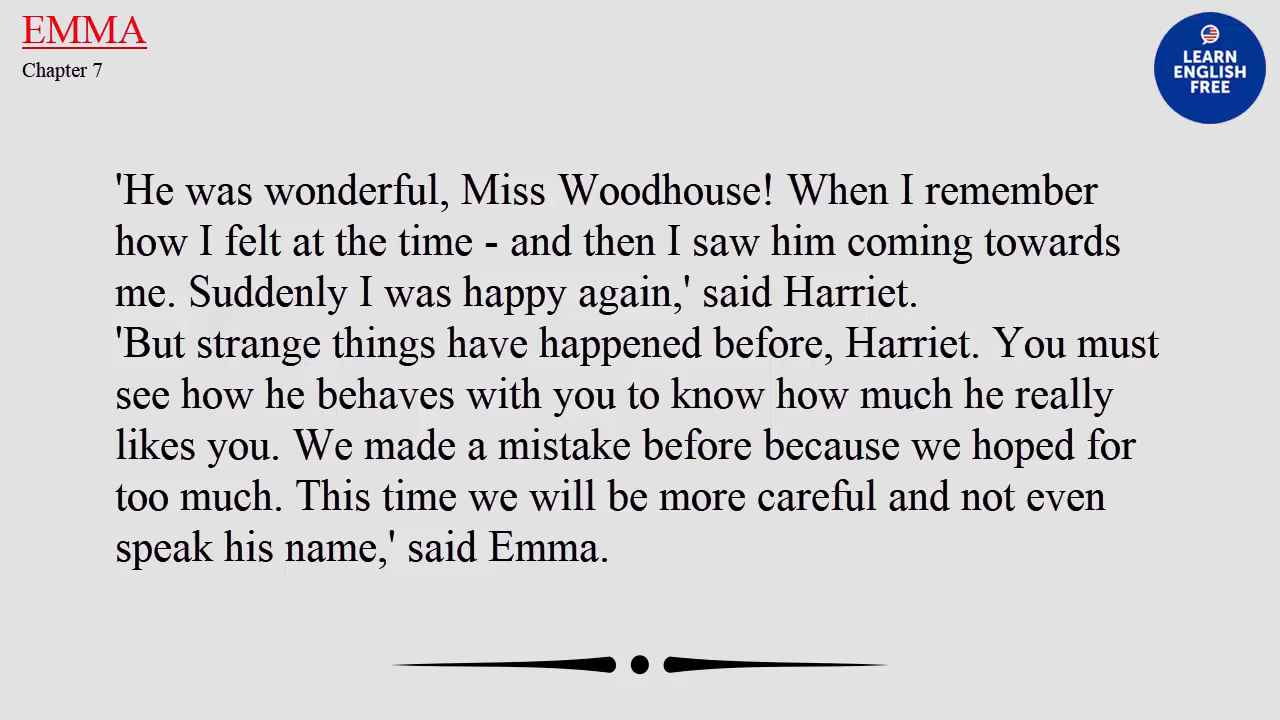 EMMA
Chapter 7
LEARN
ENGLISH
FREE
'He was wonderful, Miss Woodhouse! When I remember
how I felt at the time - and then I saw him coming towards
me. Suddenly I was happy again,' said Harriet.
'But strange things have happened before, Harriet. You must
see how he behaves with you to know how much he really
likes you. We made a mistake before because we hoped for
too much. This time we will be more careful and not even
speak his name,' said Emma.